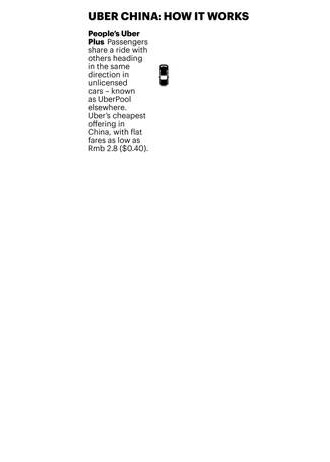 UBER CHINA: HOW IT WORKS
People's Uber
Plus Passengers
share a ride with
others heading
in the same
direction in
unlicensed
cars – known
as UberPool
elsewhere.
Uber's cheapest
offering in
China, with flat
fares as low as
Rmb 2.8 ($0.40).